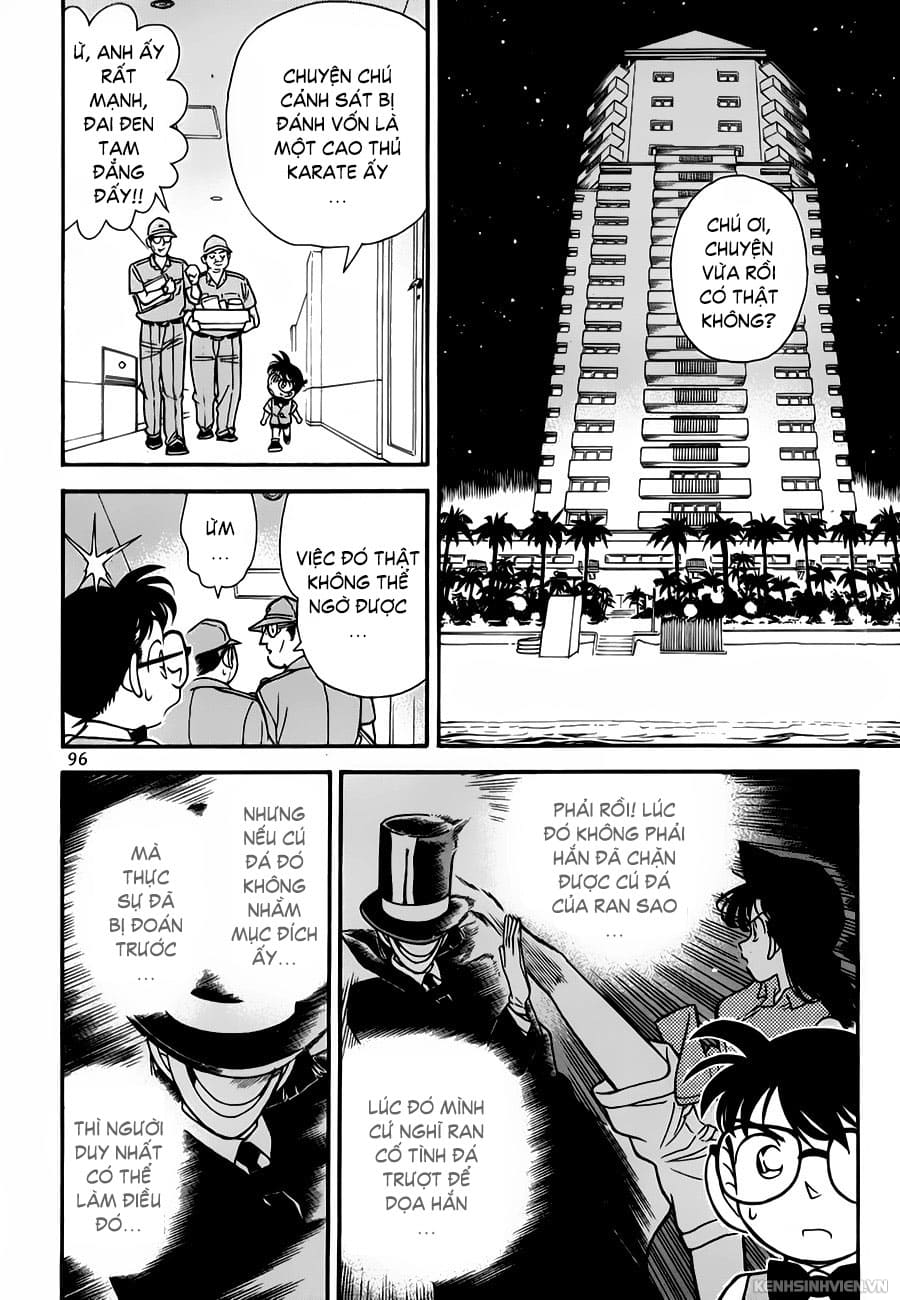 CHÚ ƠI,
CHUYỆN
VỪA RỒI
CÓ THẬT
KHÔNG?
CHUYỆN CHÚ
CẢNH SÁT BỊ
ĐÁNH VỐN LÀ
MỘT CAO THỦ
KARATE ẤY
...
Ừ, ANH ẤY
RẤT
MẠNH,
ĐAI ĐEN
TAM
ĐẲNG
ĐẤY!!
VIỆC ĐÓ THẬT
KHÔNG THỂ
NGỜ ĐƯỢC
...
ỪM
...
96
PHẢI RỒI! LÚC
ĐÓ KHÔNG PHẢI
HẮN ĐÃ CHẶN
ĐƯỢC CÚ ĐÁ
CỦA RAN SAO
...
LÚC ĐÓ MÌNH
CỨ NGHĨ RAN
CỐ TÌNH ĐÁ
TRƯỢT ĐỂ
DỌA HẮN
...
NHƯNG
NẾU CÚ
ĐÁ ĐÓ
KHÔNG
NHẰM
MỤC ĐÍCH
ẤY...
MÀ
THỰC
SỰ ĐÃ
BỊ ĐOÁN
TRƯỚC
...
THÌ NGƯỜI
DUY NHẤT
CÓ THỂ
LÀM ĐIỀU
ĐÓ...
KENHSINHVIEN.VN